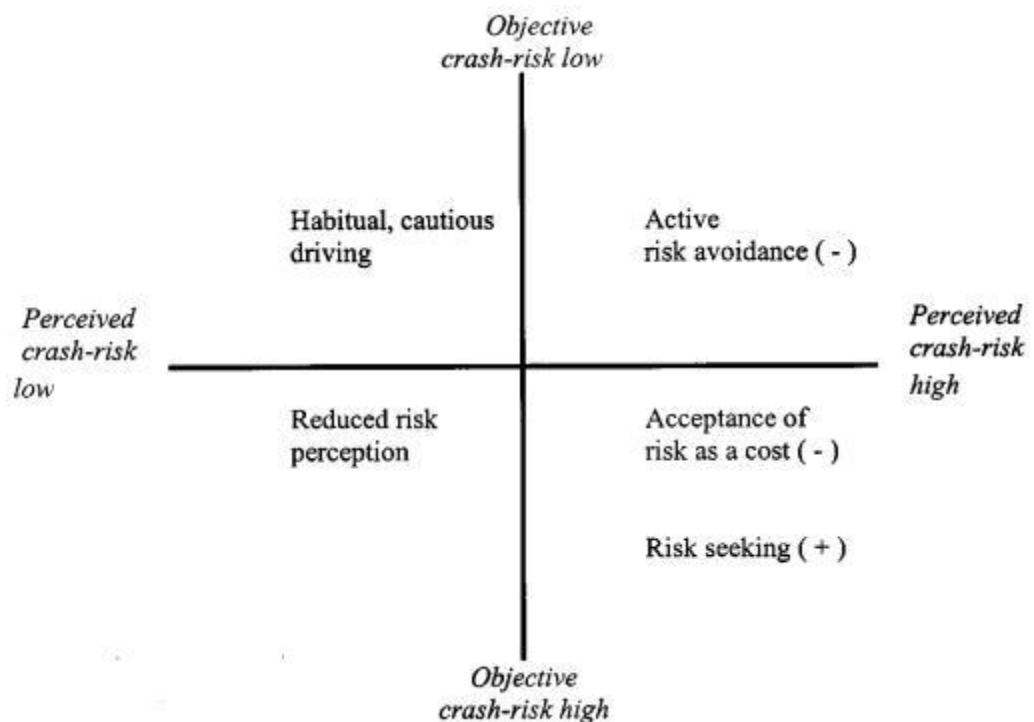 Objective
crash-risk low
Habitual, cautious
driving
Active
risk avoidance ( - )
Perceived
crash-risk
low
Perceived
crash-risk
high
Reduced risk
perception
Acceptance of
risk as a cost ( - )
Risk seeking ( + )
Objective
crash-risk high